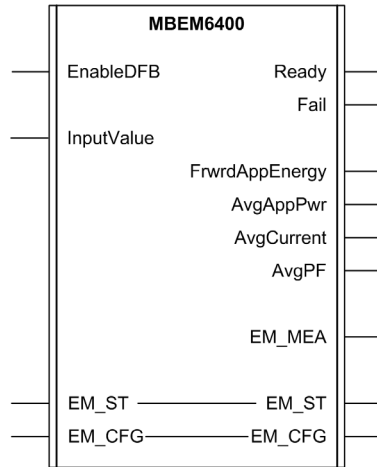 MBEM6400
EnableDFB Ready
Fail
InputValue
FrwrdAppEnergy
AvgAppPwr
AvgCurrent
AvgPF
EM_MEA
EM_ST EM_ST
EM_CFG EM_CFG